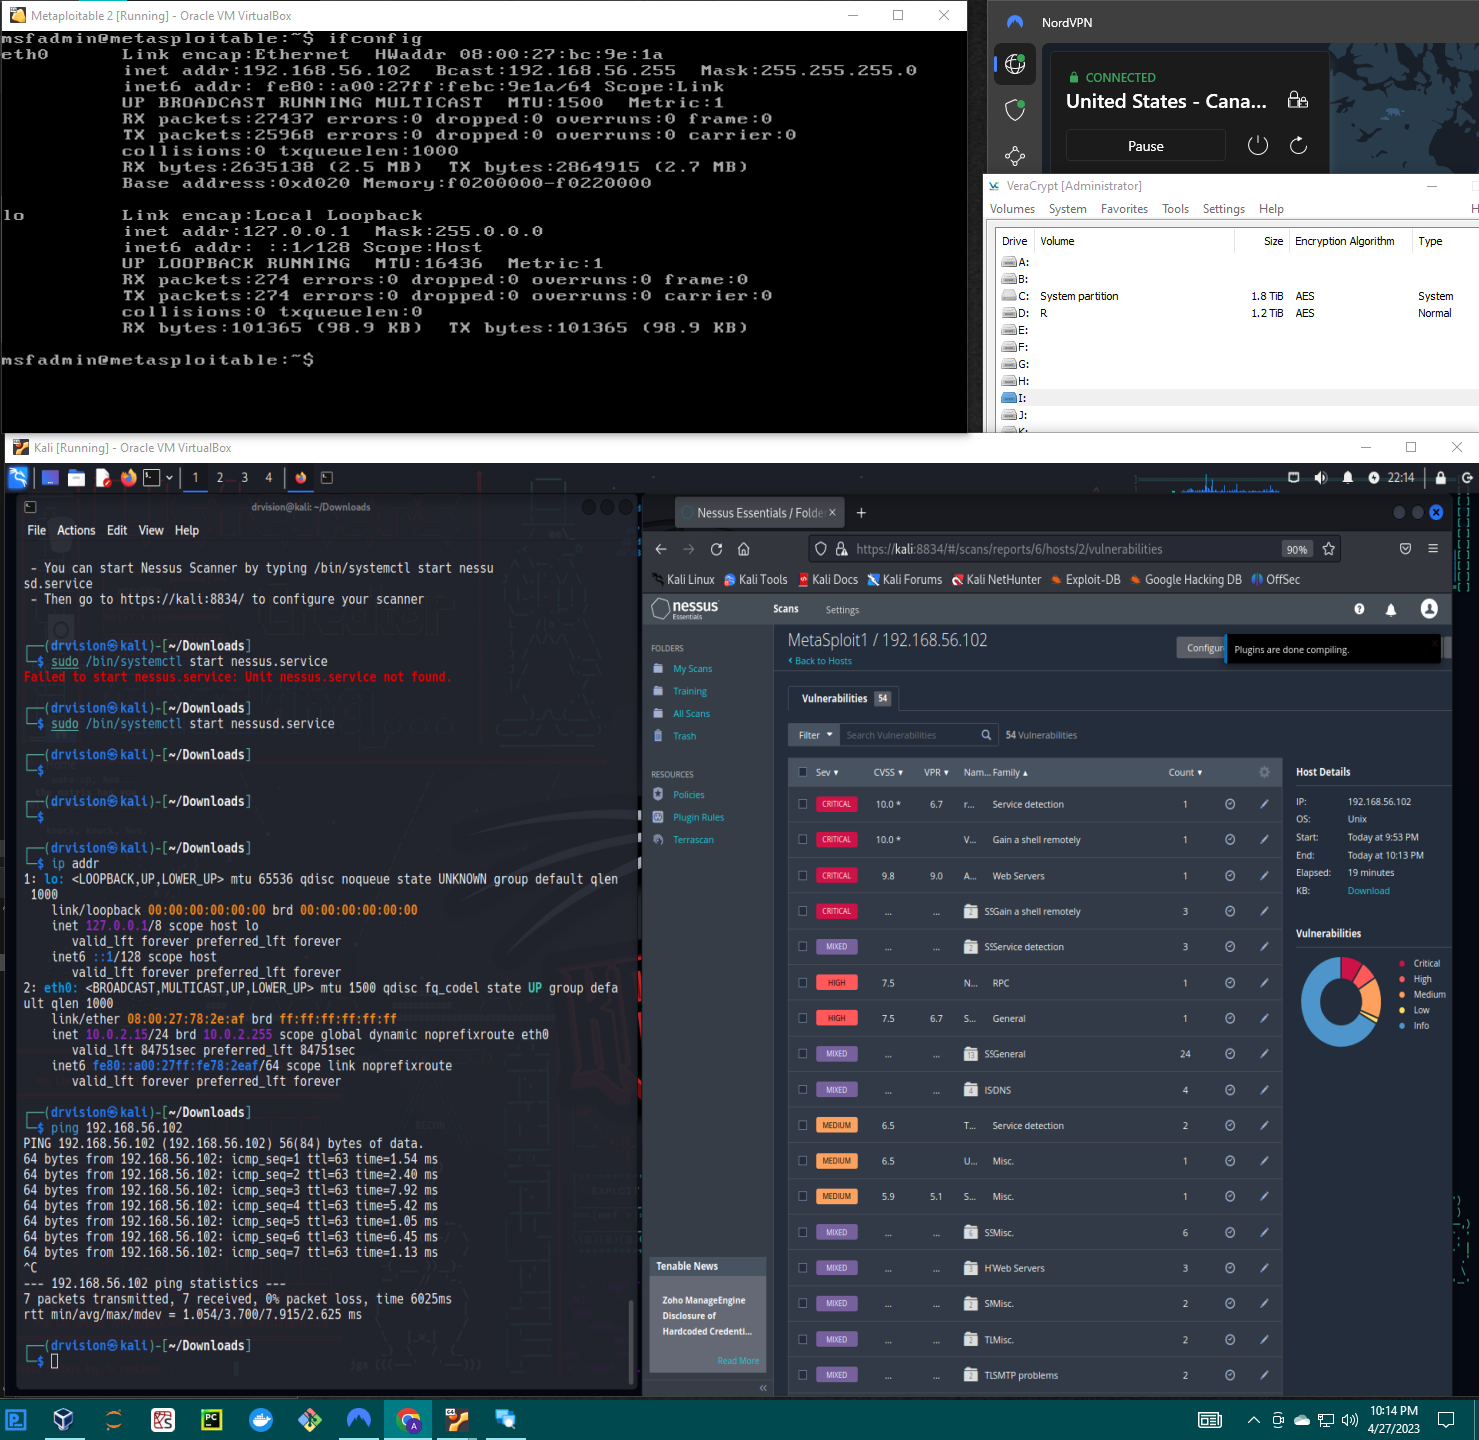 Metaploitable 2 [Running] - Oracle VM VirtualBox
msfadmin@metasploitable:~$ ifconfig
eth0 Link encap:Ethernet HWaddr 08:00:27:bc:9e:1a
inet addr:192.168.56.102 Bcast:192.168.56.255 Mask:255.255.255.0
inet6 addr: fe80::a00:27ff:febc:9e1a/64 Scope:Link
UP BROADCAST RUNNING MULTICAST MTU:1500 Metric:1
RX packets:27437 errors:0 dropped:0 overruns:0 frame:0
TX packets:25968 errors:0 dropped:0 overruns:0 carrier:0
collisions:0 txqueuelen:1000
RX bytes:2635138 (2.5 MB) TX bytes:2864915 (2.7 MB)
Base address:0xd020 Memory:f0200000-f0220000
lo Link encap:Local Loopback
inet addr:127.0.0.1 Mask:255.0.0.0
inet6 addr: ::1/128 Scope:Host
UP LOOPBACK RUNNING MTU:16436 Metric:1
RX packets:274 errors:0 dropped:0 overruns:0 frame:0
TX packets:274 errors:0 dropped:0 overruns:0 carrier:0
collisions:0 txqueuelen:0
RX bytes:101365 (98.9 KB) TX bytes:101365 (98.9 KB)
msfadmin@metasploitable:~$
NordVPN
CONNECTED
United States - Cana...
Pause
VeraCrypt [Administrator]
Volumes System Favorites Tools Settings Help H
Drive Volume Size Encryption Algorithm Type
A:
B:
C: System partition 1.8 TiB AES System
D: R 1.2 TiB AES Normal
E:
F:
G:
H:
I:
J:
K:
Kali [Running] - Oracle VM VirtualBox
1 2 3 4
22:14
drvision@kali: ~/Downloads
File Actions Edit View Help
- You can start Nessus Scanner by typing /bin/systemctl start nessu
sd.service
- Then go to https://kali:8834/ to configure your scanner
(drvision㉿kali)-[~/Downloads]
$ sudo /bin/systemctl start nessus.service
Failed to start nessus.service: Unit nessus.service not found.
(drvision㉿kali)-[~/Downloads]
$ sudo /bin/systemctl start nessusd.service
(drvision㉿kali)-[~/Downloads]
$
(drvision㉿kali)-[~/Downloads]
$
(drvision㉿kali)-[~/Downloads]
$ ip addr
1: lo: <LOOPBACK,UP,LOWER_UP> mtu 65536 qdisc noqueue state UNKNOWN group default qlen
1000
link/loopback 00:00:00:00:00:00 brd 00:00:00:00:00:00
inet 127.0.0.1/8 scope host lo
valid_lft forever preferred_lft forever
inet6 ::1/128 scope host
valid_lft forever preferred_lft forever
2: eth0: <BROADCAST,MULTICAST,UP,LOWER_UP> mtu 1500 qdisc fq_codel state UP group defa
ult qlen 1000
link/ether 08:00:27:78:2e:af brd ff:ff:ff:ff:ff:ff
inet 10.0.2.15/24 brd 10.0.2.255 scope global dynamic noprefixroute eth0
valid_lft 84751sec preferred_lft 84751sec
inet6 fe80::a00:27ff:fe78:2eaf/64 scope link noprefixroute
valid_lft forever preferred_lft forever
(drvision㉿kali)-[~/Downloads]
$ ping 192.168.56.102
PING 192.168.56.102 (192.168.56.102) 56(84) bytes of data.
64 bytes from 192.168.56.102: icmp_seq=1 ttl=63 time=1.54 ms
64 bytes from 192.168.56.102: icmp_seq=2 ttl=63 time=2.40 ms
64 bytes from 192.168.56.102: icmp_seq=3 ttl=63 time=7.92 ms
64 bytes from 192.168.56.102: icmp_seq=4 ttl=63 time=5.42 ms
64 bytes from 192.168.56.102: icmp_seq=5 ttl=63 time=1.05 ms
64 bytes from 192.168.56.102: icmp_seq=6 ttl=63 time=6.45 ms
64 bytes from 192.168.56.102: icmp_seq=7 ttl=63 time=1.13 ms
^C
--- 192.168.56.102 ping statistics ---
7 packets transmitted, 7 received, 0% packet loss, time 6025ms
rtt min/avg/max/mdev = 1.054/3.700/7.915/2.625 ms
(drvision㉿kali)-[~/Downloads]
$
Nessus Essentials / Folde
https://kali:8834/#/scans/reports/6/hosts/2/vulnerabilities 90%
Kali Linux Kali Tools Kali Docs Kali Forums Kali NetHunter Exploit-DB Google Hacking DB OffSec
nessus Essentials
Scans Settings
FOLDERS
My Scans
Training
All Scans
Trash
RESOURCES
Policies
Plugin Rules
Terrascan
Tenable News
Zoho ManageEngine
Disclosure of
Hardcoded Credenti...
Read More
MetaSploit1 / 192.168.56.102
Back to Hosts
Configur
Plugins are done compiling.
Vulnerabilities 54
Filter Search Vulnerabilities 54 Vulnerabilities
Sev CVSS VPR Nam... Family Count
CRITICAL 10.0 * 6.7 r... Service detection 1
CRITICAL 10.0 * V... Gain a shell remotely 1
CRITICAL 9.8 9.0 A... Web Servers 1
CRITICAL ... ... 2 SS Gain a shell remotely 3
MIXED ... ... 2 SS Service detection 3
HIGH 7.5 N... RPC 1
HIGH 7.5 6.7 S... General 1
MIXED ... ... 13 SS General 24
MIXED ... ... 4 IS DNS 4
MEDIUM 6.5 T... Service detection 2
MEDIUM 6.5 U... Misc. 1
MEDIUM 5.9 5.1 S... Misc. 1
MIXED ... ... 6 SS Misc. 6
MIXED ... ... 3 HT Web Servers 3
MIXED ... ... 2 SM Misc. 2
MIXED ... ... 2 TL Misc. 2
MIXED ... ... 2 TL SMTP problems 2
Host Details
IP: 192.168.56.102
OS: Unix
Start: Today at 9:53 PM
End: Today at 10:13 PM
Elapsed: 19 minutes
KB: Download
Vulnerabilities
Critical
High
Medium
Low
Info
10:14 PM
4/27/2023